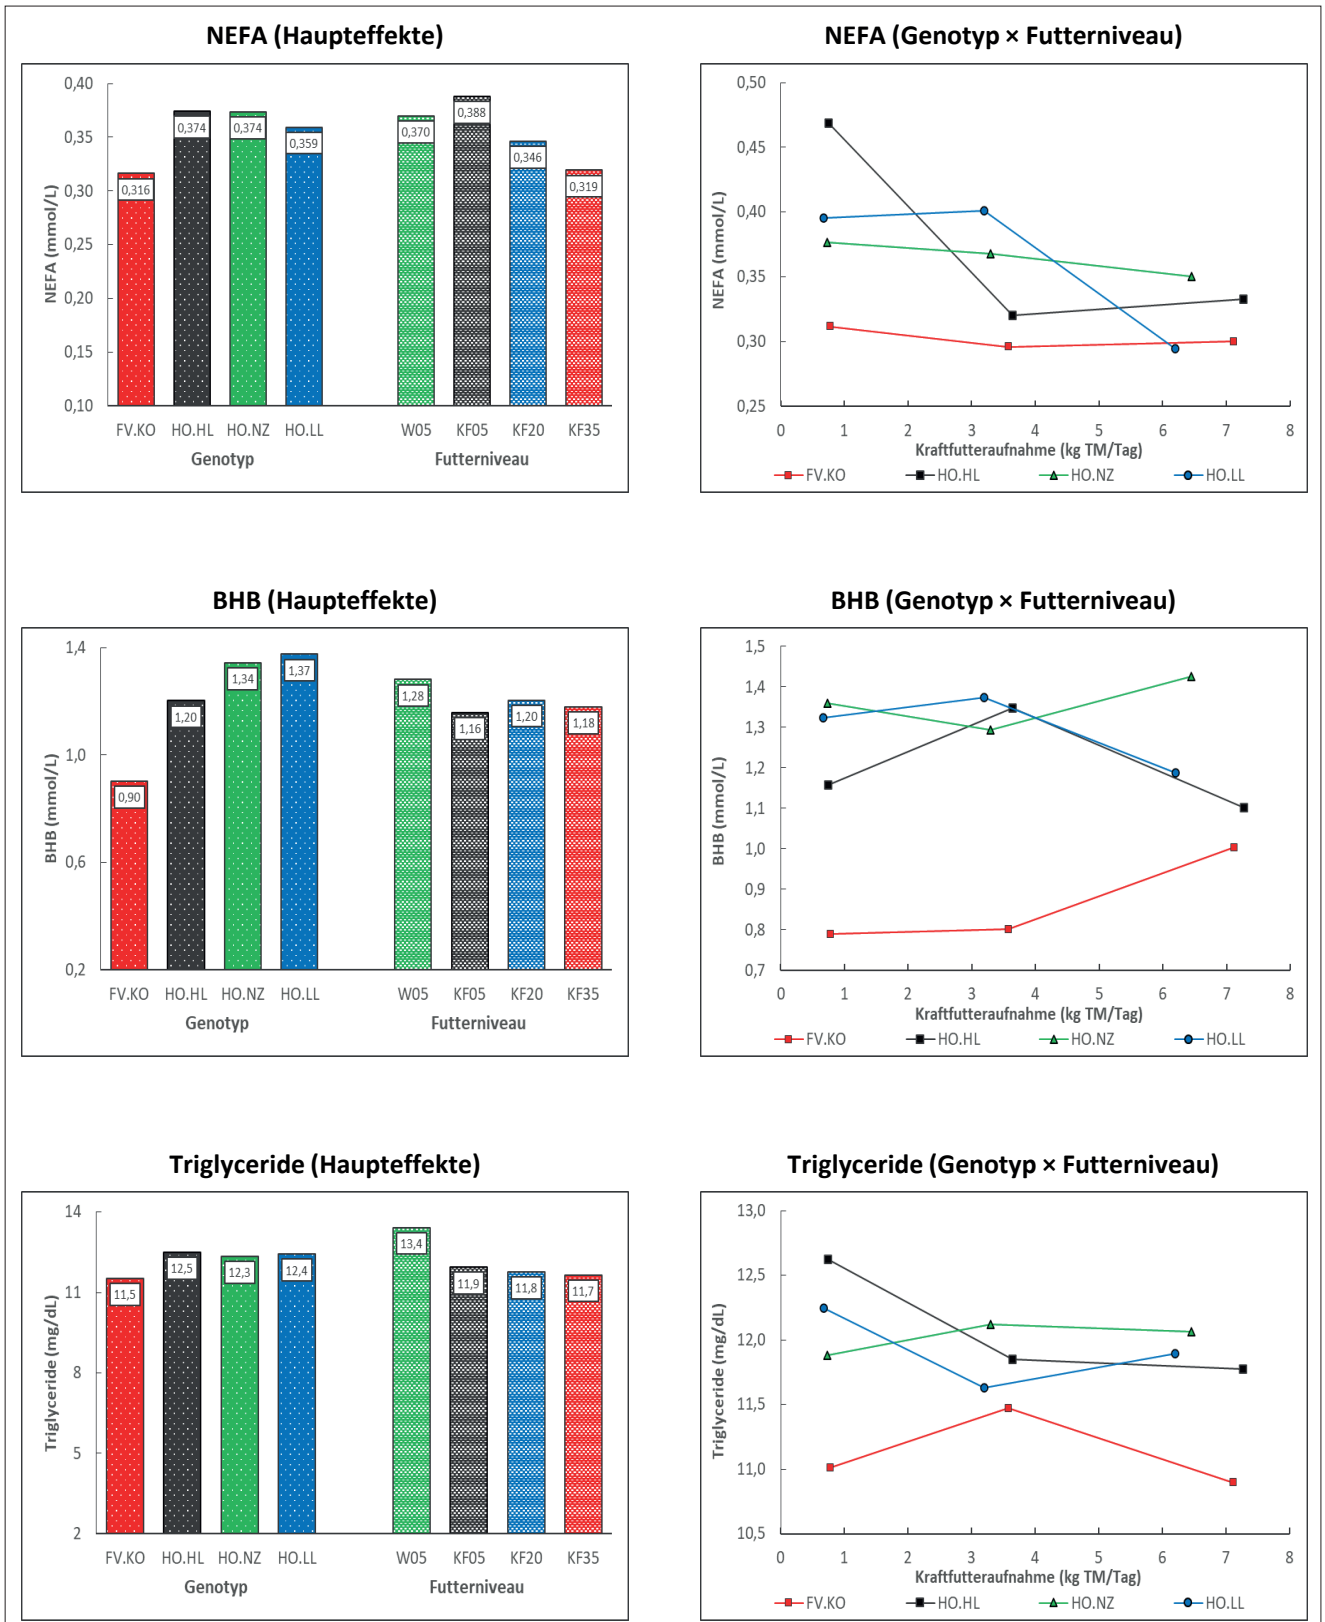 NEFA (Haupteffekte)
0,40
0,35
0,30
0,25
0,20
0,15
0,10
NEFA (mmol/L)
0,316
0,374
0,374
0,359
0,370
0,388
0,346
0,319
FV.KO HO.HL HO.NZ HO.LL W05 KF05 KF20 KF35
Genotyp Futterniveau
NEFA (Genotyp × Futterniveau)
0,50
0,45
0,40
0,35
0,30
0,25
NEFA (mmol/L)
0 1 2 3 4 5 6 7 8
Kraftfutteraufnahme (kg TM/Tag)
FV.KO HO.HL HO.NZ HO.LL
BHB (Haupteffekte)
1,4
1,0
0,6
0,2
BHB (mmol/L)
0,90
1,20
1,34
1,37
1,28
1,16
1,20
1,18
FV.KO HO.HL HO.NZ HO.LL W05 KF05 KF20 KF35
Genotyp Futterniveau
BHB (Genotyp × Futterniveau)
1,5
1,4
1,3
1,2
1,1
1,0
0,9
0,8
0,7
BHB (mmol/L)
0 1 2 3 4 5 6 7 8
Kraftfutteraufnahme (kg TM/Tag)
FV.KO HO.HL HO.NZ HO.LL
Triglyceride (Haupteffekte)
14
11
8
5
2
Triglyceride (mg/dL)
11,5
12,5
12,3
12,4
13,4
11,9
11,8
11,7
FV.KO HO.HL HO.NZ HO.LL W05 KF05 KF20 KF35
Genotyp Futterniveau
Triglyceride (Genotyp × Futterniveau)
13,0
12,5
12,0
11,5
11,0
10,5
Triglyceride (mg/dL)
0 1 2 3 4 5 6 7 8
Kraftfutteraufnahme (kg TM/Tag)
FV.KO HO.HL HO.NZ HO.LL